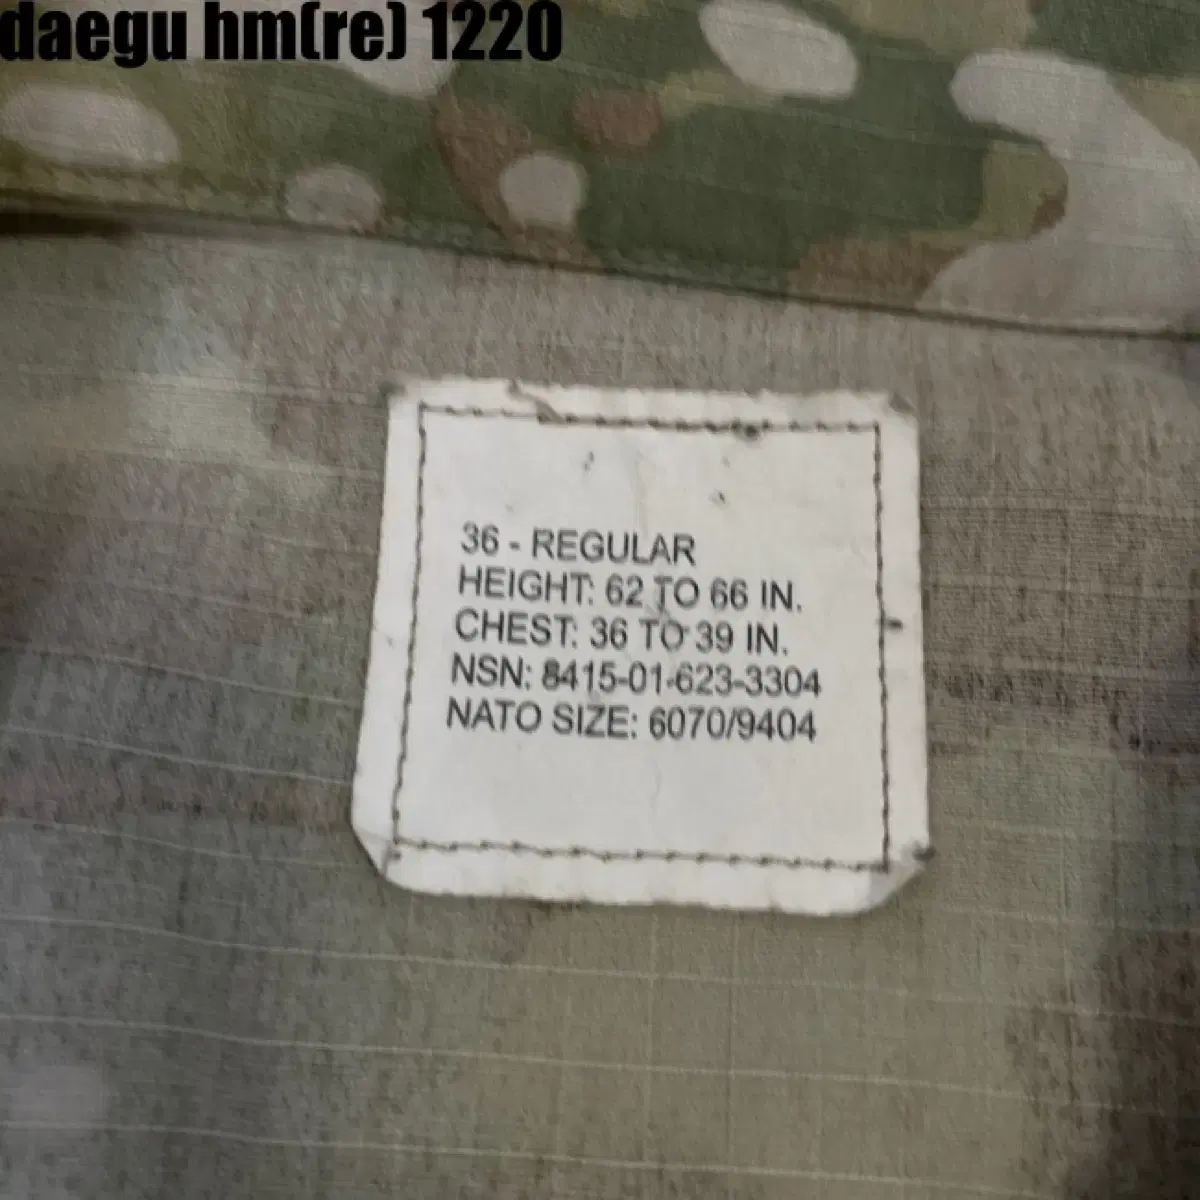 daegu hm(re) 1220
36 - REGULAR
HEIGHT: 62 TO 66 IN.
CHEST: 36 TO 39 IN.
NSN: 8415-01-623-3304
NATO SIZE: 6070/9404